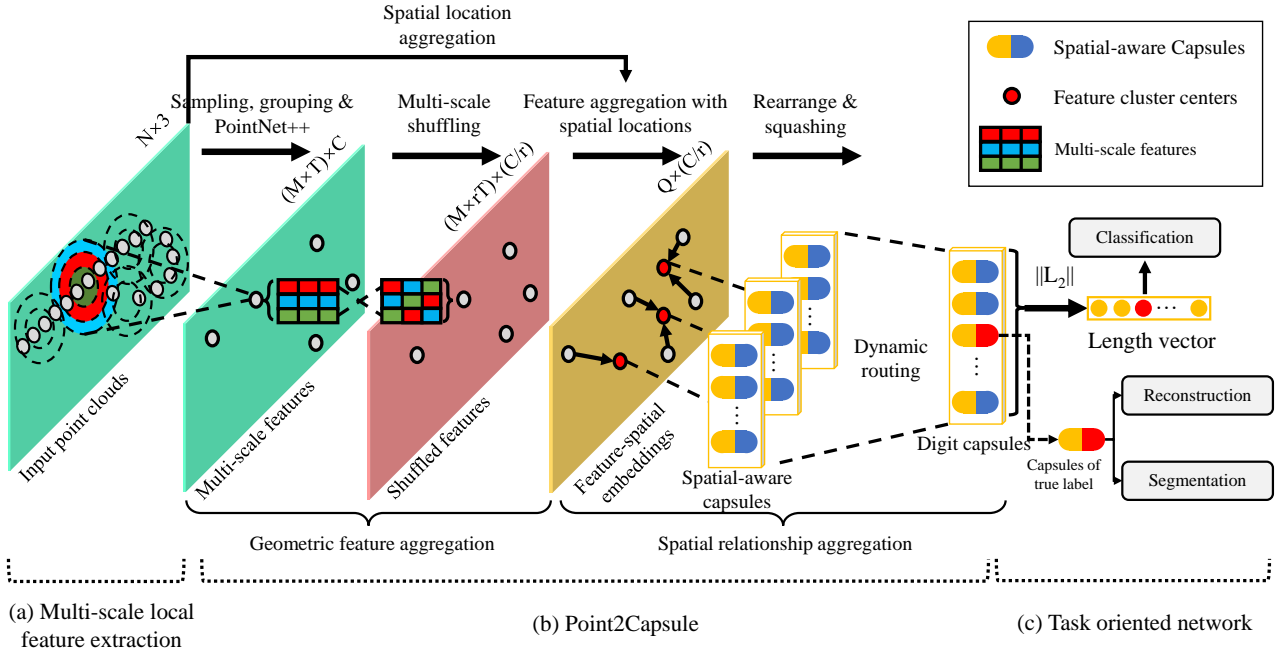 Spatial location
aggregation
Sampling, grouping &
PointNet++
Multi-scale
shuffling
Feature aggregation with
spatial locations
Rearrange &
squashing
Spatial-aware Capsules
Feature cluster centers
Multi-scale features
N×3
(M×T)×C
(M×rT)×(C/r)
Q×(C/r)
Input point clouds
Multi-scale features
Shuffled features
Feature-spatial
embeddings
...
...
...
Spatial-aware
capsules
Dynamic
routing
...
Digit capsules
||L₂||
Classification
...
Length vector
Capsules of
true label
Reconstruction
Segmentation
Geometric feature aggregation
Spatial relationship aggregation
(a) Multi-scale local
feature extraction
(b) Point2Capsule
(c) Task oriented network